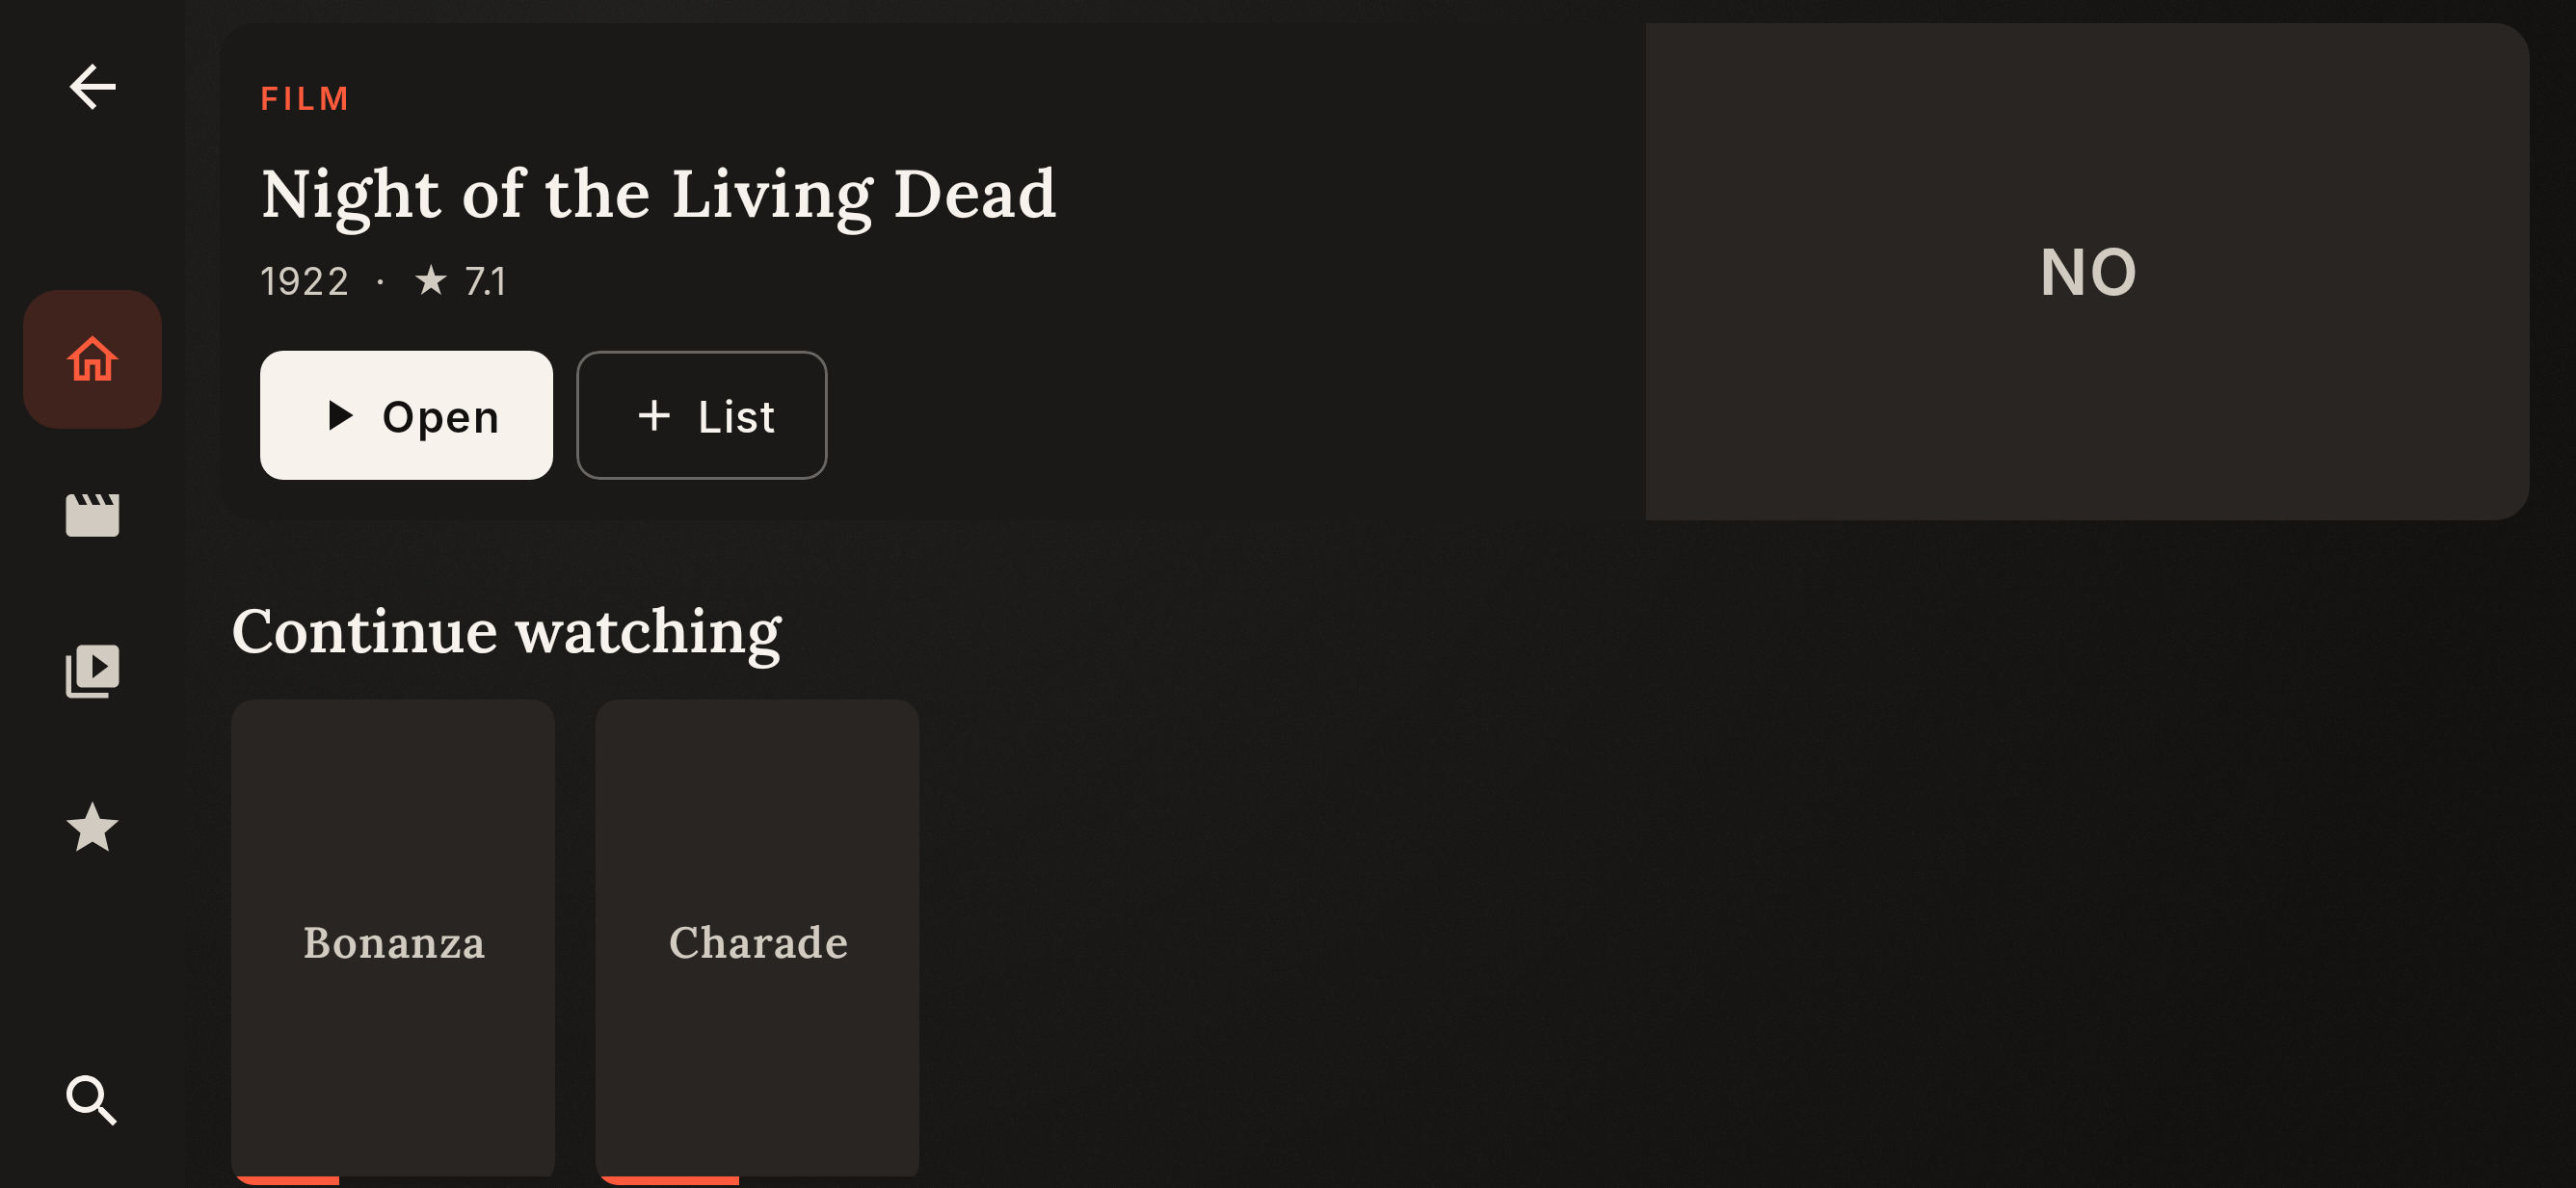 FILM
Night of the Living Dead
1922 · ★ 7.1
Open
List
NO
Continue watching
Bonanza
Charade